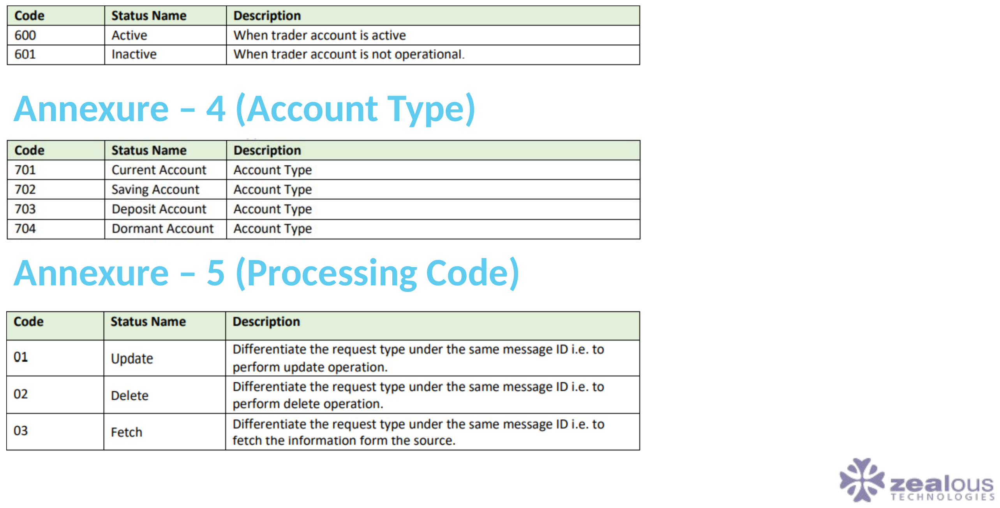 Code Status Name Description
600 Active When trader account is active
601 Inactive When trader account is not operational.
Annexure – 4 (Account Type)
Code Status Name Description
701 Current Account Account Type
702 Saving Account Account Type
703 Deposit Account Account Type
704 Dormant Account Account Type
Annexure – 5 (Processing Code)
Code Status Name Description
01 Update Differentiate the request type under the same message ID i.e. to
perform update operation.
02 Delete Differentiate the request type under the same message ID i.e. to
perform delete operation.
03 Fetch Differentiate the request type under the same message ID i.e. to
fetch the information form the source.
zealous
TECHNOLOGIES